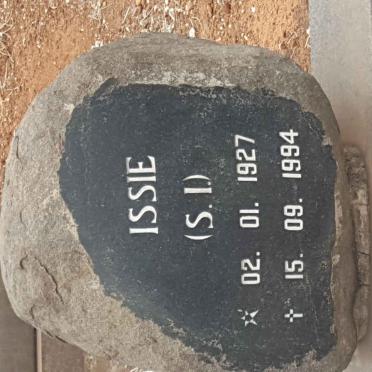 ISSIE
(S. I.)
☆ 02. 01. 1927
✝ 15. 09. 1994